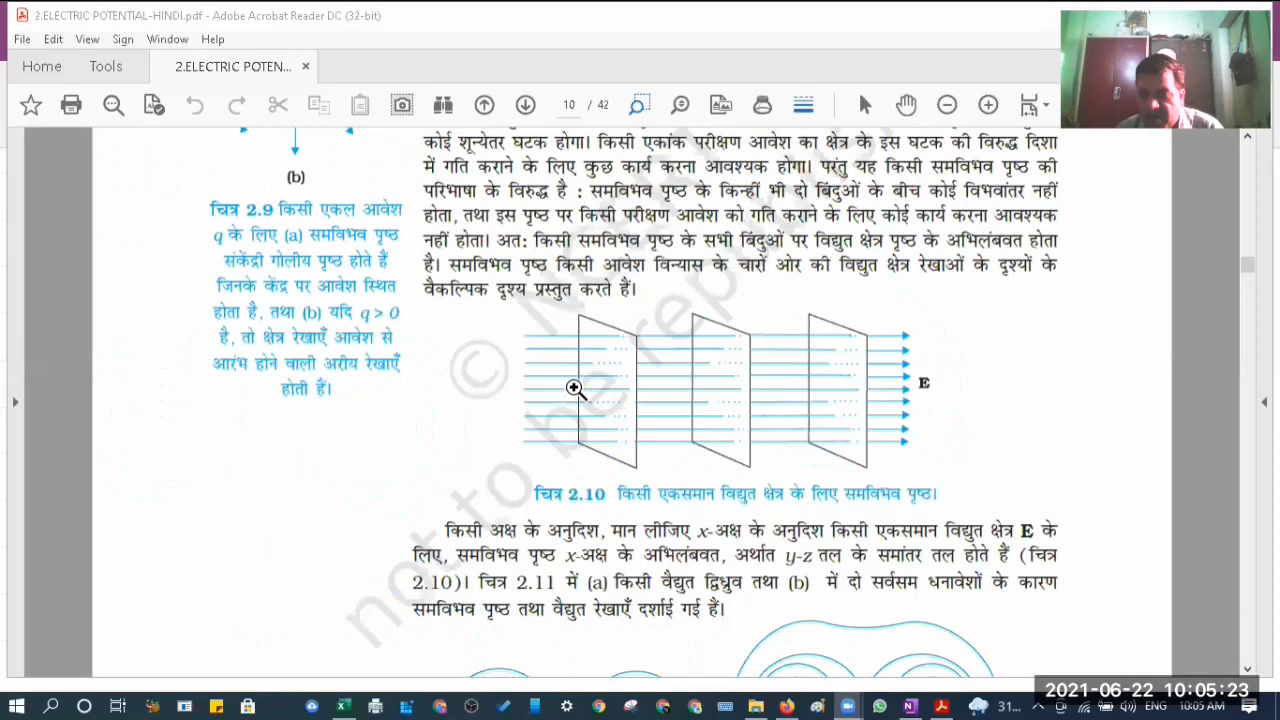 2.ELECTRIC POTENTIAL-HINDI.pdf - Adobe Acrobat Reader DC (32-bit)
File Edit View Sign Window Help
Home Tools 2.ELECTRIC POTEN... ×
10 / 42
(b)
चित्र 2.9 किसी एकल आवेश
q के लिए (a) समविभव पृष्ठ
संकेंद्री गोलीय पृष्ठ होते हैं
जिनके केंद्र पर आवेश स्थित
होता है, तथा (b) यदि q > 0
है, तो क्षेत्र रेखाएँ आवेश से
आरंभ होने वाली अरीय रेखाएँ
होती हैं।
कोई शून्येतर घटक होगा। किसी एकांक परीक्षण आवेश का क्षेत्र के इस घटक की विरुद्ध दिशा
में गति कराने के लिए कुछ कार्य करना आवश्यक होगा। परंतु यह किसी समविभव पृष्ठ की
परिभाषा के विरुद्ध है : समविभव पृष्ठ के किन्हीं भी दो बिंदुओं के बीच कोई विभवांतर नहीं
होता, तथा इस पृष्ठ पर किसी परीक्षण आवेश को गति कराने के लिए कोई कार्य करना आवश्यक
नहीं होता। अत: किसी समविभव पृष्ठ के सभी बिंदुओं पर विद्युत क्षेत्र पृष्ठ के अभिलंबवत होता
है। समविभव पृष्ठ किसी आवेश विन्यास के चारों ओर की विद्युत क्षेत्र रेखाओं के दृश्यों के
वैकल्पिक दृश्य प्रस्तुत करते हैं।
E
चित्र 2.10 किसी एकसमान विद्युत क्षेत्र के लिए समविभव पृष्ठ।
किसी अक्ष के अनुदिश, मान लीजिए x-अक्ष के अनुदिश किसी एकसमान विद्युत क्षेत्र E के
लिए, समविभव पृष्ठ x-अक्ष के अभिलंबवत, अर्थात y-z तल के समांतर तल होते हैं (चित्र
2.10)। चित्र 2.11 में (a) किसी वैद्युत द्विध्रुव तथा (b) में दो सर्वसम धनावेशों के कारण
समविभव पृष्ठ तथा वैद्युत रेखाएँ दर्शाई गई हैं।
© NCERT
not to be republis
2021-06-22 10:05:23
31... ENG 10:05 AM